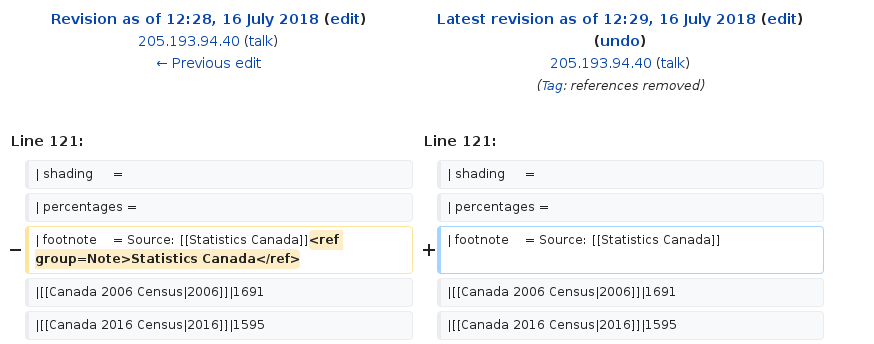 Revision as of 12:28, 16 July 2018 (edit)
205.193.94.40 (talk)
← Previous edit
Latest revision as of 12:29, 16 July 2018 (edit)
(undo)
205.193.94.40 (talk)
(Tag: references removed)
Line 121:
| shading     =
| percentages =
− | footnote    = Source: [[Statistics Canada]]<ref
group=Note>Statistics Canada</ref>
|[[Canada 2006 Census|2006]]|1691
|[[Canada 2016 Census|2016]]|1595
Line 121:
| shading     =
| percentages =
+ | footnote    = Source: [[Statistics Canada]]
|[[Canada 2006 Census|2006]]|1691
|[[Canada 2016 Census|2016]]|1595